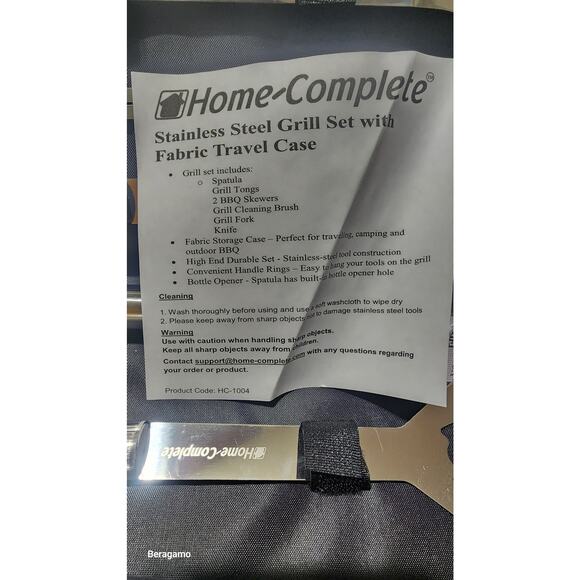 Home-Complete™
Stainless Steel Grill Set with
Fabric Travel Case
• Grill set includes:
o Spatula
Grill Tongs
2 BBQ Skewers
Grill Cleaning Brush
Grill Fork
Knife
• Fabric Storage Case – Perfect for traveling, camping and
outdoor BBQ
• High End Durable Set - Stainless-steel tool construction
• Convenient Handle Rings – Easy to hang your tools on the grill
• Bottle Opener - Spatula has built-in bottle opener hole
Cleaning
1. Wash thoroughly before using and use a soft washcloth to wipe dry
2. Please keep away from sharp objects not to damage stainless steel tools
Warning
Use with caution when handling sharp objects.
Keep all sharp objects away from children.
Contact support@home-complete.com with any questions regarding
your order or product.
Product Code: HC-1004
Home-Complete
Beragamo